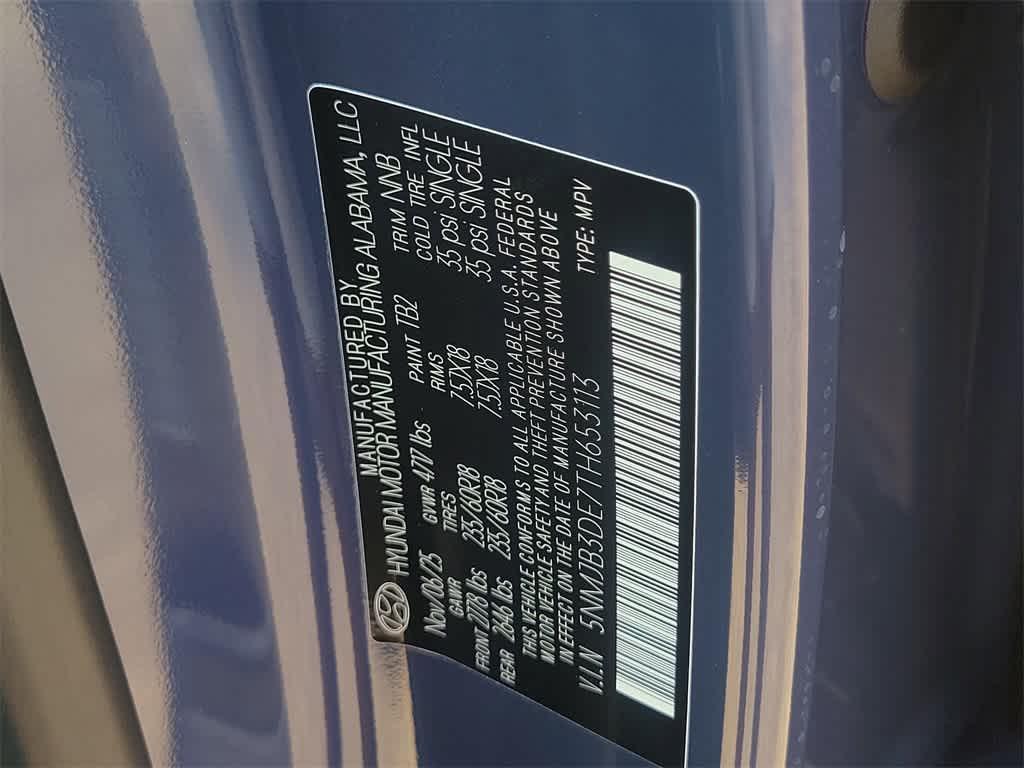 MANUFACTURED BY
HYUNDAI MOTOR MANUFACTURING ALABAMA, LLC
Nov/06/25 GVWR 4717 lbs PAINT TB2 TRIM NNB
GAWR TIRES RMS COLD TIRE INFL
FRONT 2778 lbs 235/60R18 7.5JX18 35 psi SINGLE
REAR 2646 lbs 235/60R18 7.5JX18 35 psi SINGLE
THIS VEHICLE CONFORMS TO ALL APPLICABLE U.S.A. FEDERAL
MOTOR VEHICLE SAFETY AND THEFT PREVENTION STANDARDS
IN EFFECT ON THE DATE OF MANUFACTURE SHOWN ABOVE
V.I.N 5NMJB3DE7TH653113 TYPE: MPV